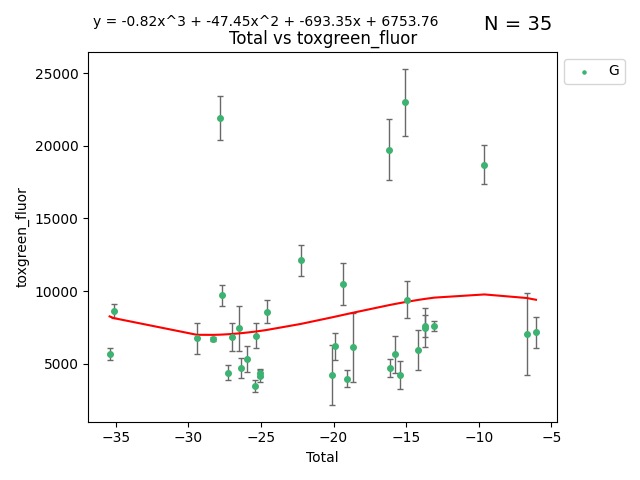 y = -0.82x^3 + -47.45x^2 + -693.35x + 6753.76
N = 35
Total vs toxgreen_fluor
G
25000
20000
15000
10000
5000
toxgreen_fluor
−35
−30
−25
−20
−15
−10
−5
Total